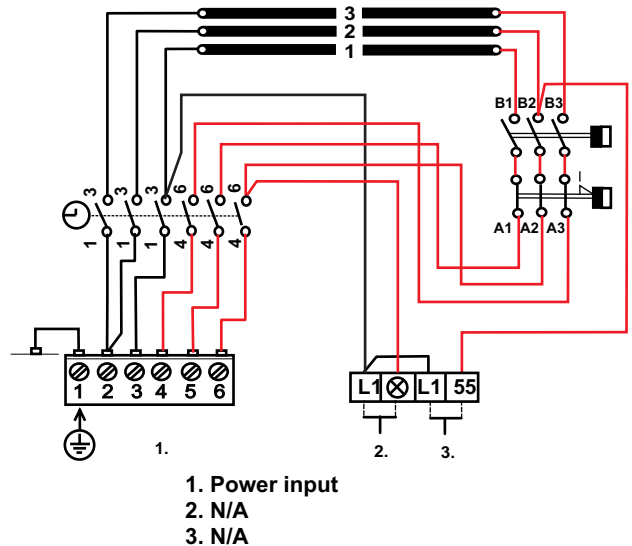 3
2
1
B1 B2 B3
3 3 3 6 6 6
1 1 1 4 4 4
A1 A2 A3
1 2 3 4 5 6
L1 L1 55
1.
2. 3.
1. Power input
2. N/A
3. N/A